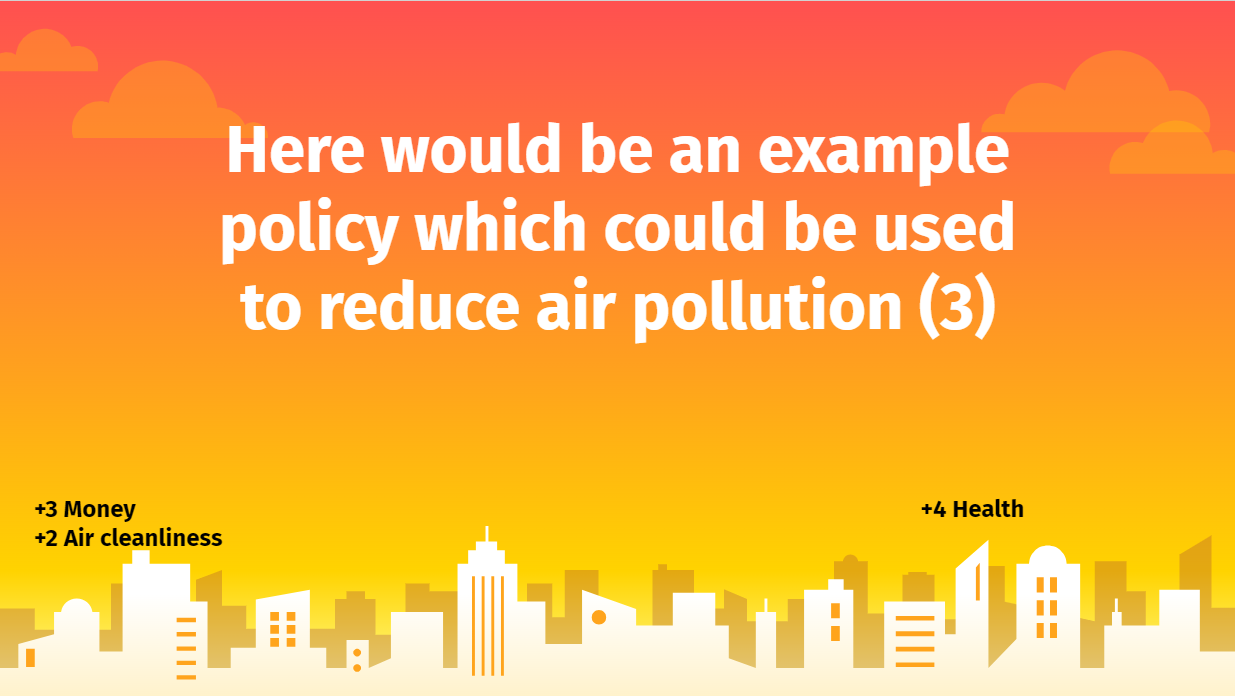 Here would be an example
policy which could be used
to reduce air pollution (3)
+3 Money
+2 Air cleanliness
+4 Health